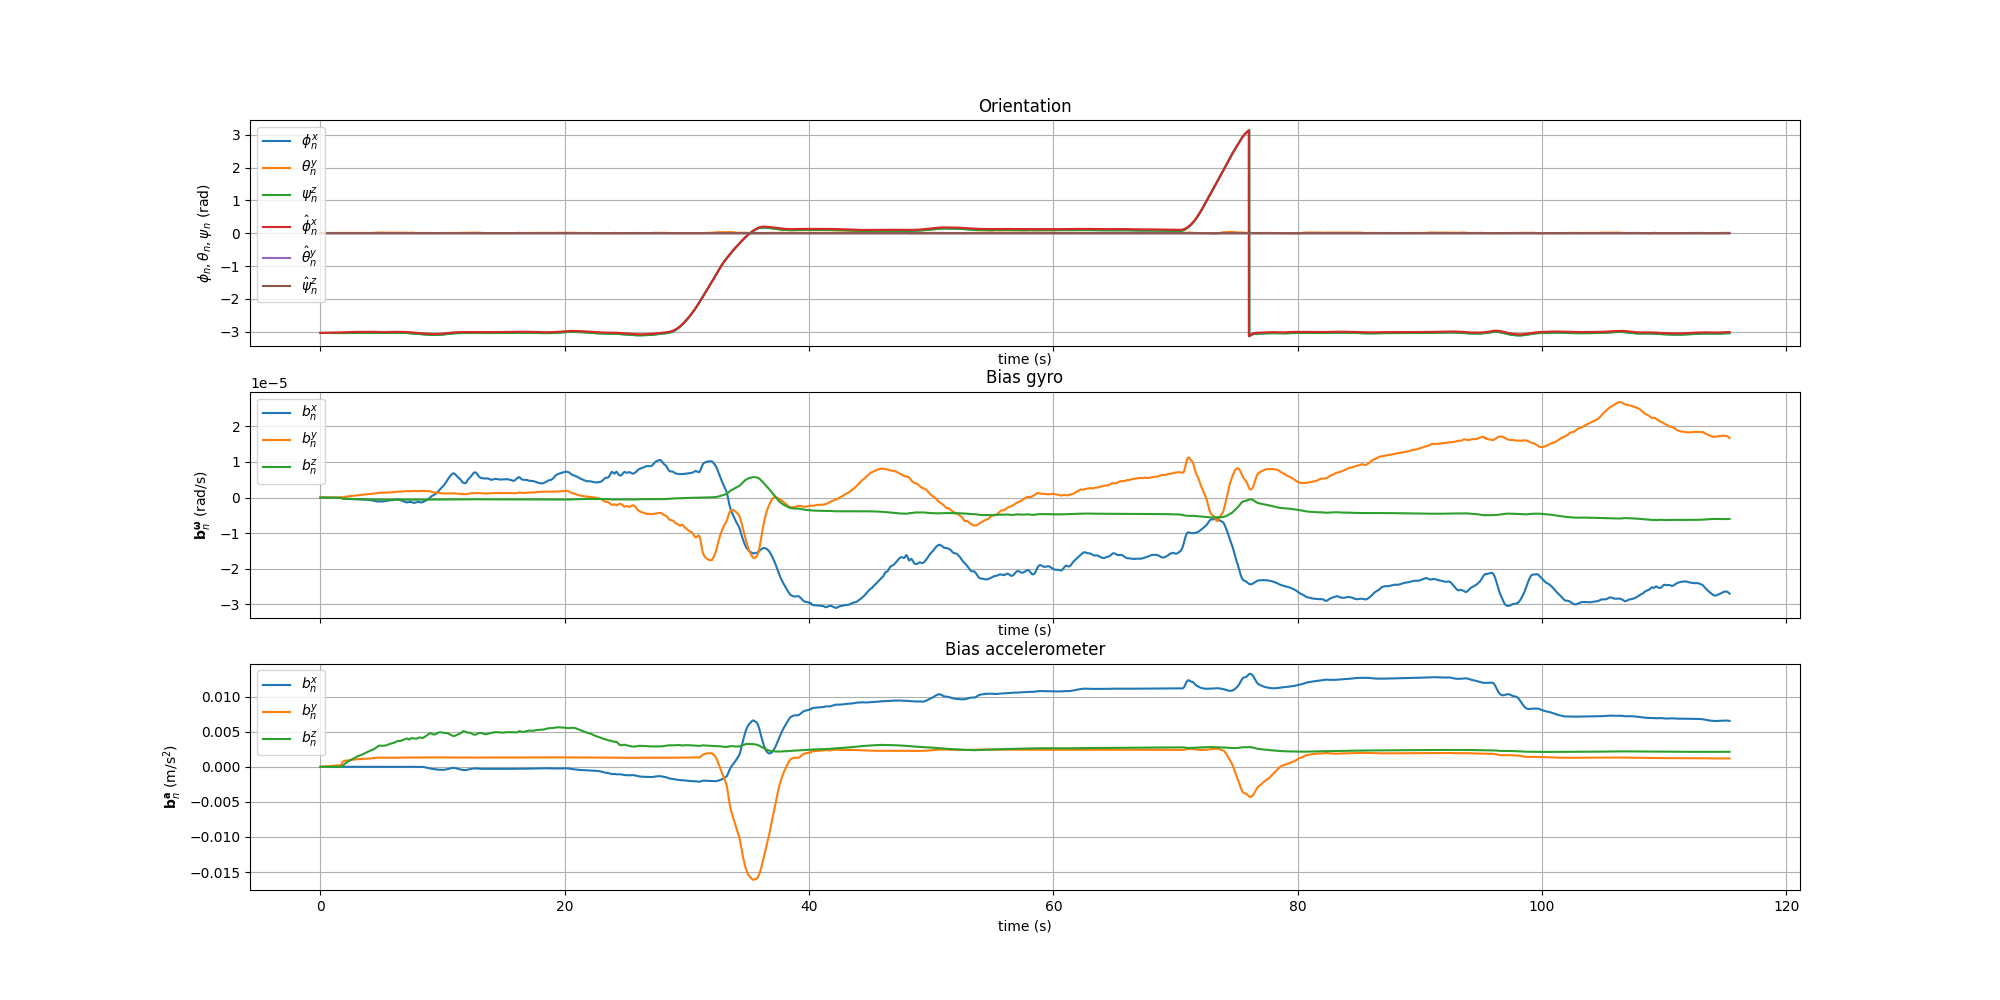 Orientation
ϕₙ, θₙ, ψₙ (rad)
3
2
1
0
−1
−2
−3
ϕₙˣ
θₙʸ
ψₙᶻ
ϕ̂ₙˣ
θ̂ₙʸ
ψ̂ₙᶻ
time (s)
Bias gyro
1e−5
bₙ^ω (rad/s)
2
1
0
−1
−2
−3
bₙˣ
bₙʸ
bₙᶻ
time (s)
Bias accelerometer
bₙᵃ (m/s²)
0.010
0.005
0.000
−0.005
−0.010
−0.015
bₙˣ
bₙʸ
bₙᶻ
0 20 40 60 80 100 120
time (s)